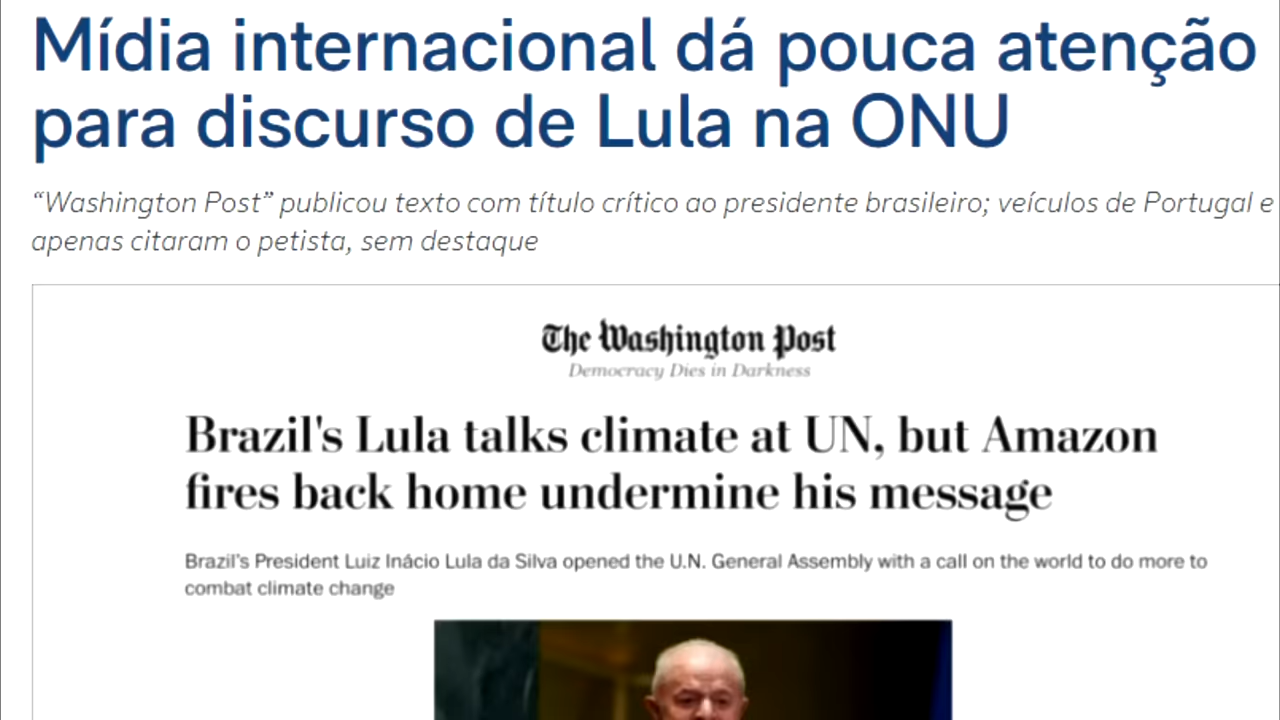 Mídia internacional dá pouca atenção
para discurso de Lula na ONU
“Washington Post” publicou texto com título crítico ao presidente brasileiro; veículos de Portugal e
apenas citaram o petista, sem destaque
The Washington Post
Democracy Dies in Darkness
Brazil's Lula talks climate at UN, but Amazon
fires back home undermine his message
Brazil's President Luiz Inácio Lula da Silva opened the U.N. General Assembly with a call on the world to do more to
combat climate change